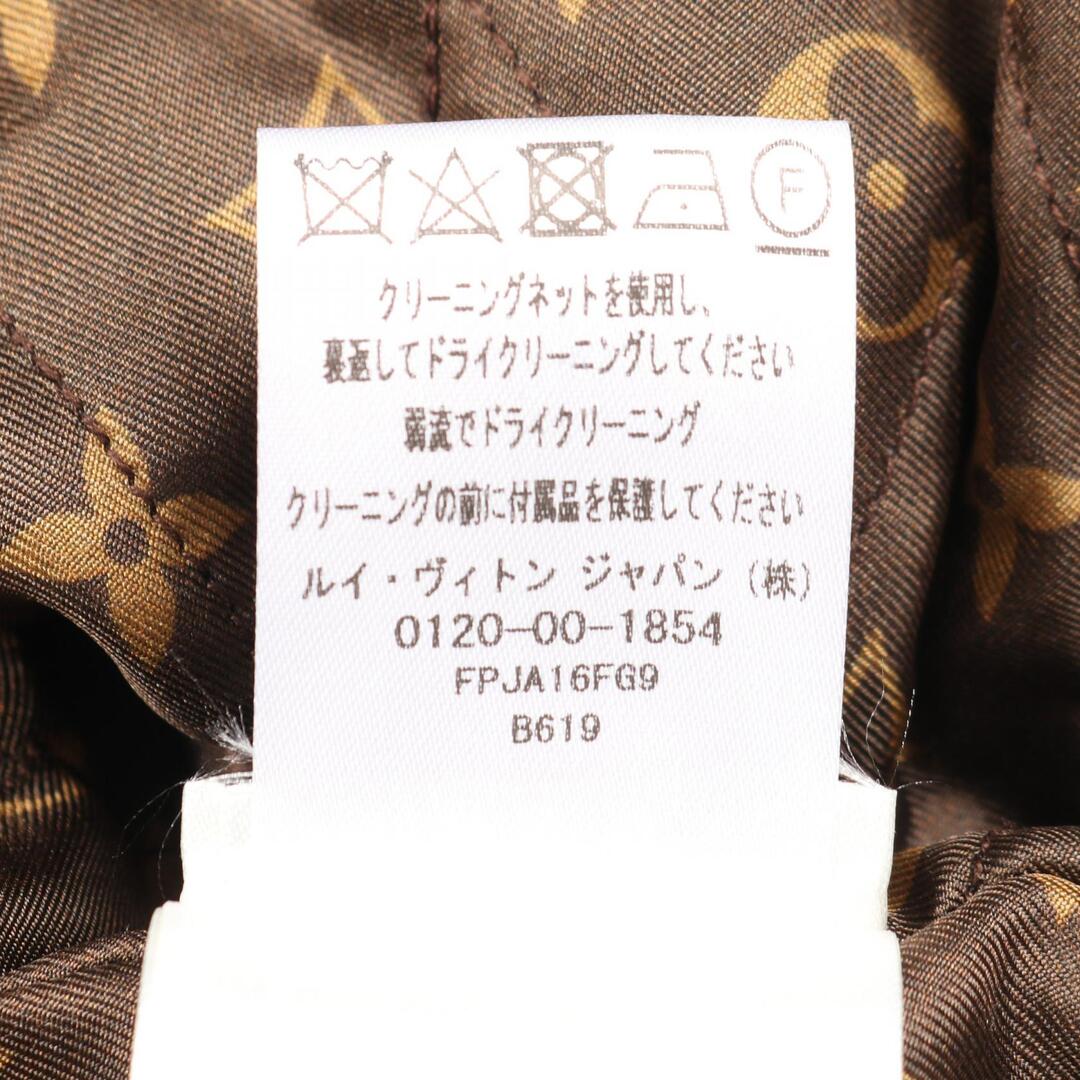 F
クリーニングネットを使用し、
裏返してドライクリーニングしてください
弱流でドライクリーニング
クリーニングの前に付属品を保護してください
ルイ・ヴィトン ジャパン（株）
0120-00-1854
FPJA16FG9
B619